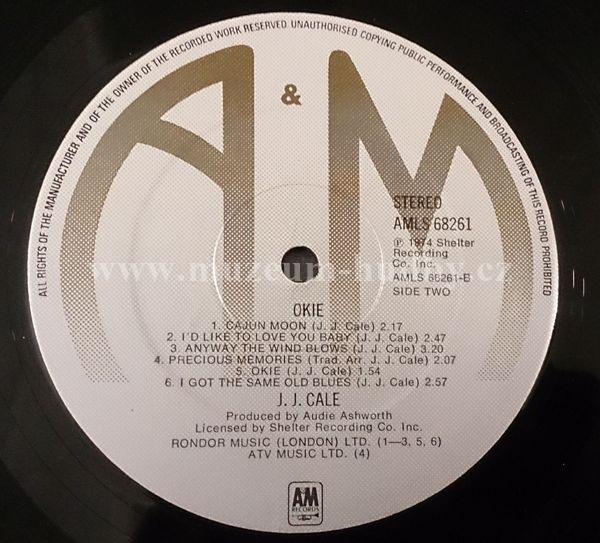 ALL RIGHTS OF THE MANUFACTURER AND OF THE OWNER OF THE RECORDED WORK RESERVED. UNAUTHORISED COPYING PUBLIC PERFORMANCE AND BROADCASTING OF THIS RECORD PROHIBITED
A & M
STEREO
AMLS 68261
℗ 1974 Shelter
Recording
Co. Inc.
AMLS 68261-B
SIDE TWO
www.muzeum-hudby.cz
OKIE
1. CAJUN MOON (J. J. Cale) 2.17
2. I'D LIKE TO LOVE YOU BABY (J. J. Cale) 2.47
3. ANYWAY THE WIND BLOWS (J. J. Cale) 3.20
4. PRECIOUS MEMORIES (Trad. Arr. J. J. Cale) 2.07
5. OKIE (J. J. Cale) 1.54
6. I GOT THE SAME OLD BLUES (J. J. Cale) 2.57
J. J. CALE
Produced by Audie Ashworth
Licensed by Shelter Recording Co. Inc.
RONDOR MUSIC (LONDON) LTD. (1—3, 5, 6)
ATV MUSIC LTD. (4)
A&M
RECORDS